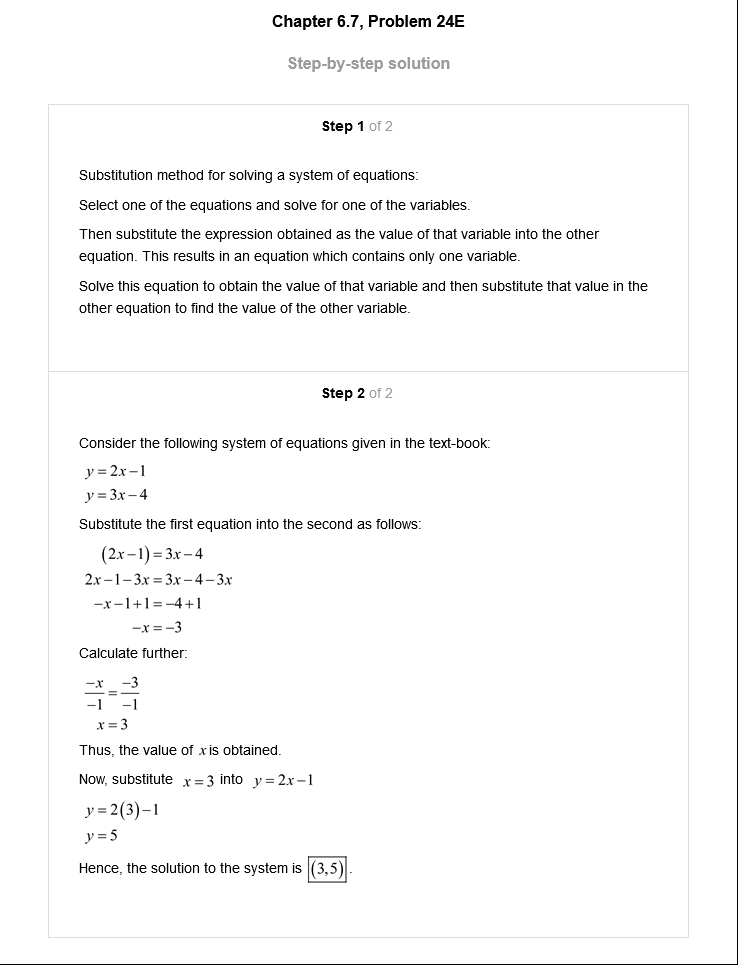 Chapter 6.7, Problem 24E
Step-by-step solution
Step 1 of 2
Substitution method for solving a system of equations:
Select one of the equations and solve for one of the variables.
Then substitute the expression obtained as the value of that variable into the other
equation. This results in an equation which contains only one variable.
Solve this equation to obtain the value of that variable and then substitute that value in the
other equation to find the value of the other variable.
Step 2 of 2
Consider the following system of equations given in the text-book:
y = 2x − 1
y = 3x − 4
Substitute the first equation into the second as follows:
(2x − 1) = 3x − 4
2x − 1 − 3x = 3x − 4 − 3x
−x − 1 + 1 = −4 + 1
−x = −3
Calculate further:
−x/−1 = −3/−1
x = 3
Thus, the value of x is obtained.
Now, substitute x = 3 into y = 2x − 1
y = 2(3) − 1
y = 5
Hence, the solution to the system is (3,5).